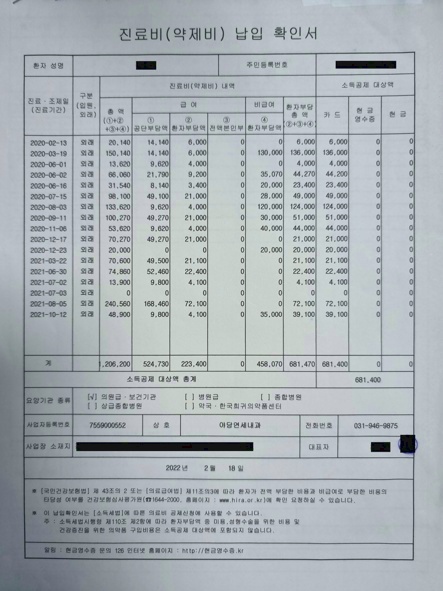 진료비(약제비) 납입 확인서
환자 성명 주민등록번호
진료·조제일 (진료기간) 구분 (입원, 외래) 진료비(약제비) 내역 소득공제 대상액
총 액 (①+② +③+④) 급 여 비급여 환자부담 총 액 (②+③+④) 카 드 현 금 영수증 현 금
① 공단부담액 ② 환자부담액 ③ 전액본인부 ④ 환자부담액
2020-02-13 외래 20,140 14,140 6,000 0 0 6,000 6,000 0 0
2020-03-19 외래 150,140 14,140 6,000 0 130,000 136,000 136,000 0 0
2020-06-01 외래 13,620 9,620 4,000 0 0 4,000 4,000 0 0
2020-06-02 외래 66,060 21,790 9,200 0 35,070 44,270 44,200 0 0
2020-06-16 외래 31,540 8,140 3,400 0 20,000 23,400 23,400 0 0
2020-07-15 외래 98,100 49,100 21,000 0 28,000 49,000 49,000 0 0
2020-08-03 외래 133,620 9,620 4,000 0 120,000 124,000 124,000 0 0
2020-09-11 외래 100,270 49,270 21,000 0 30,000 51,000 51,000 0 0
2020-11-06 외래 53,620 9,620 4,000 0 40,000 44,000 44,000 0 0
2020-12-17 외래 70,270 49,270 21,000 0 0 21,000 21,000 0 0
2020-12-23 외래 20,000 0 0 0 20,000 20,000 20,000 0 0
2021-03-22 외래 70,600 49,500 21,100 0 0 21,100 21,100 0 0
2021-06-30 외래 74,860 52,460 22,400 0 0 22,400 22,400 0 0
2021-07-02 외래 13,900 9,800 4,100 0 0 4,100 4,100 0 0
2021-07-03 외래 0 0 0 0 0 0 0 0 0
2021-08-05 외래 240,560 168,460 72,100 0 0 72,100 72,100 0 0
2021-10-12 외래 48,900 9,800 4,100 0 35,000 39,100 39,100 0 0
계 1,206,200 524,730 223,400 0 458,070 681,470 681,400 0 0
소득공제 대상액 총계 681,400
요양기관 종류 [√] 의원급·보건기관 [ ] 병원급 [ ] 종합병원
[ ] 상급종합병원 [ ] 약국·한국희귀의약품센터
사업자등록번호 7559000552 상 호 아담면세내과 전화번호 031-946-9875
사업장 소재지 대표자
2022 년 2 월 18 일
※ [국민건강보험법] 제 43조의 2 또는 [의료급여법] 제11조의3에 따라 환자가 전액 부담한 비용과 비급여로 부담한 비용의
타당성 여부를 건강보험심사평가원(☎1644-2000, 홈페이지 : www.hira.or.kr)에 확인 요청하실 수 있습니다.
※ 이 납입확인서는 [소득세법]에 따른 의료비 공제신청에 사용할 수 있습니다.
주 : 소득세법시행령 제110조 제2항에 따라 환자부담액 중 미용,성형수술을 위한 비용 및
건강증진을 위한 의약품 구입비용은 소득공제 대상액에 포함되지 않습니다.
알림 : 현금영수증 문의 126 인터넷 홈페이지 : http://현금영수증.kr